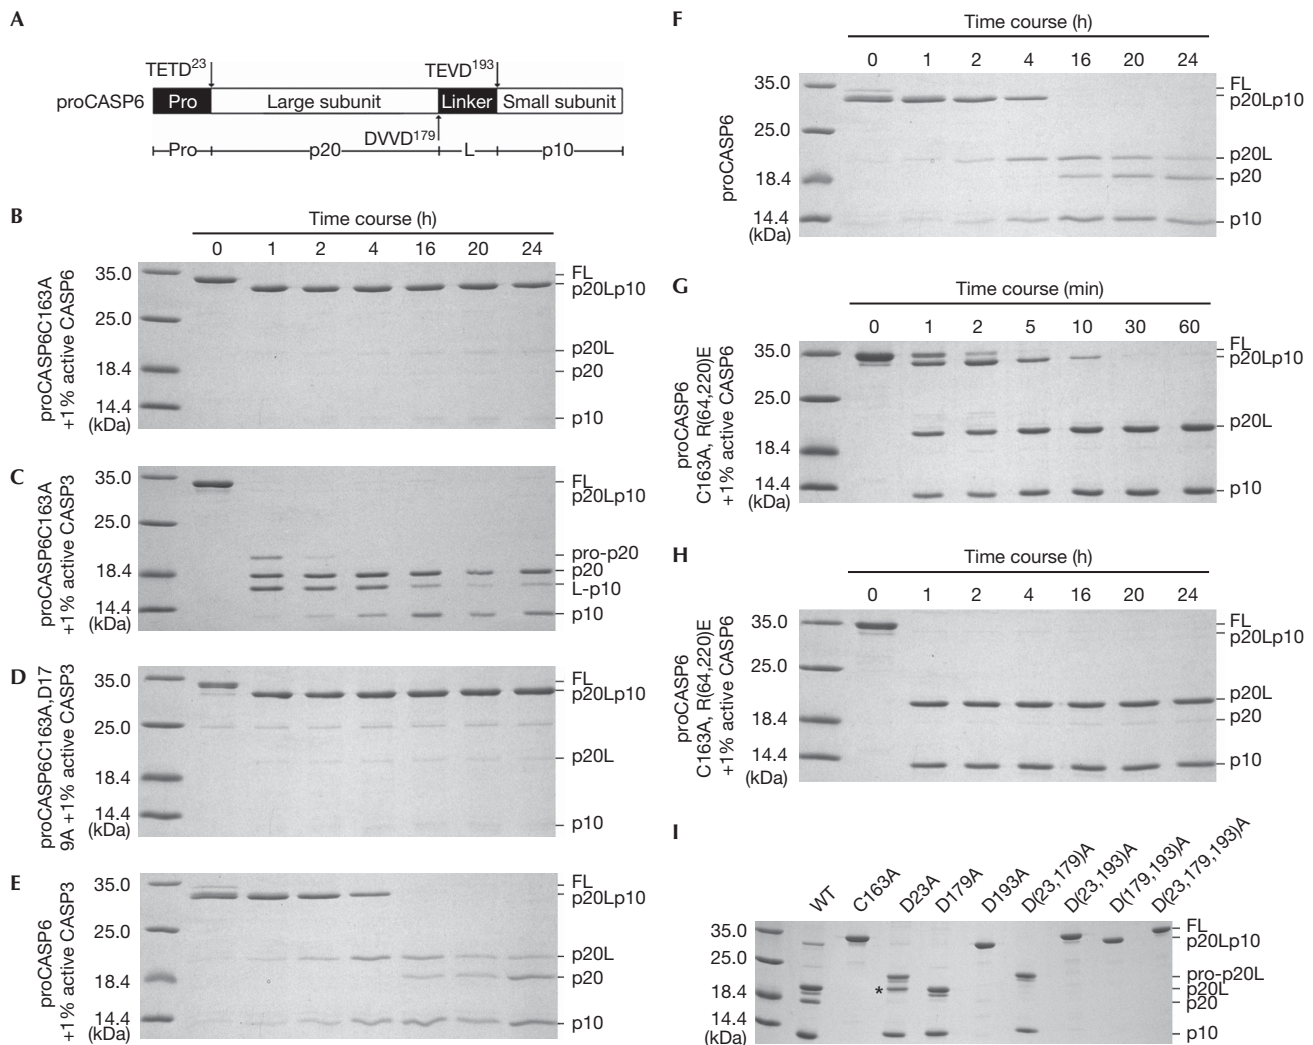 A
TETD23
TEVD193
proCASP6
Pro
Large subunit
Linker
Small subunit
DVVD179
Pro
p20
L
p10
B
Time course (h)
0 1 2 4 16 20 24
proCASP6C163A
+1% active CASP6
35.0
25.0
18.4
14.4
(kDa)
FL
p20Lp10
p20L
p20
p10
C
proCASP6C163A
+1% active CASP3
35.0
25.0
18.4
14.4
(kDa)
FL
p20Lp10
pro-p20
p20
L-p10
p10
D
proCASP6C163A,D17
9A +1% active CASP3
35.0
25.0
18.4
14.4
(kDa)
FL
p20Lp10
p20L
p10
E
proCASP6
+1% active CASP3
35.0
25.0
18.4
14.4
(kDa)
FL
p20Lp10
p20L
p20
p10
F
Time course (h)
0 1 2 4 16 20 24
proCASP6
35.0
25.0
18.4
14.4
(kDa)
FL
p20Lp10
p20L
p20
p10
G
Time course (min)
0 1 2 5 10 30 60
proCASP6
C163A, R(64,220)E
+1% active CASP6
35.0
25.0
18.4
14.4
(kDa)
FL
p20Lp10
p20L
p10
H
Time course (h)
0 1 2 4 16 20 24
proCASP6
C163A, R(64,220)E
+1% active CASP6
35.0
25.0
18.4
14.4
(kDa)
FL
p20Lp10
p20L
p20
p10
I
WT
C163A
D23A
D179A
D193A
D(23,179)A
D(23,193)A
D(179,193)A
D(23,179,193)A
35.0
25.0
18.4
14.4
(kDa)
*
FL
p20Lp10
pro-p20L
p20L
p20
p10